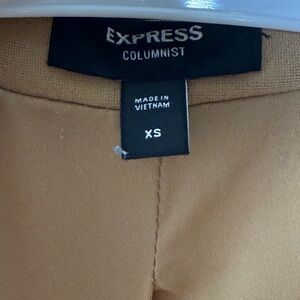 EXPRESS
COLUMNIST
MADE IN
VIETNAM
XS